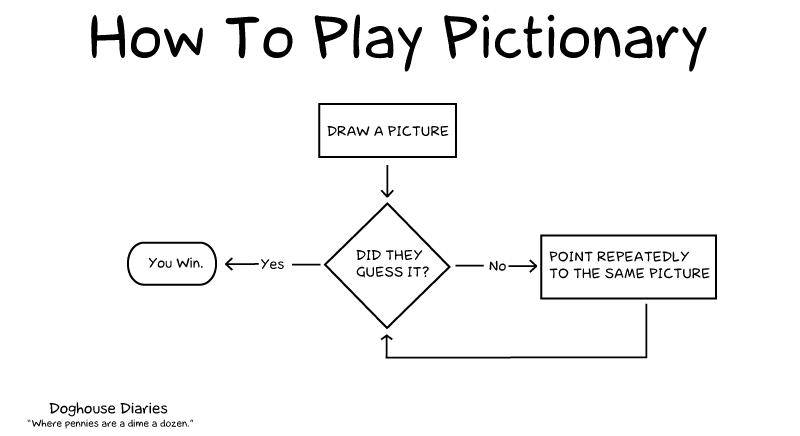 How To Play Pictionary
DRAW A PICTURE
DID THEY
GUESS IT?
Yes
You Win.
No
POINT REPEATEDLY
TO THE SAME PICTURE
Doghouse Diaries
"Where pennies are a dime a dozen."